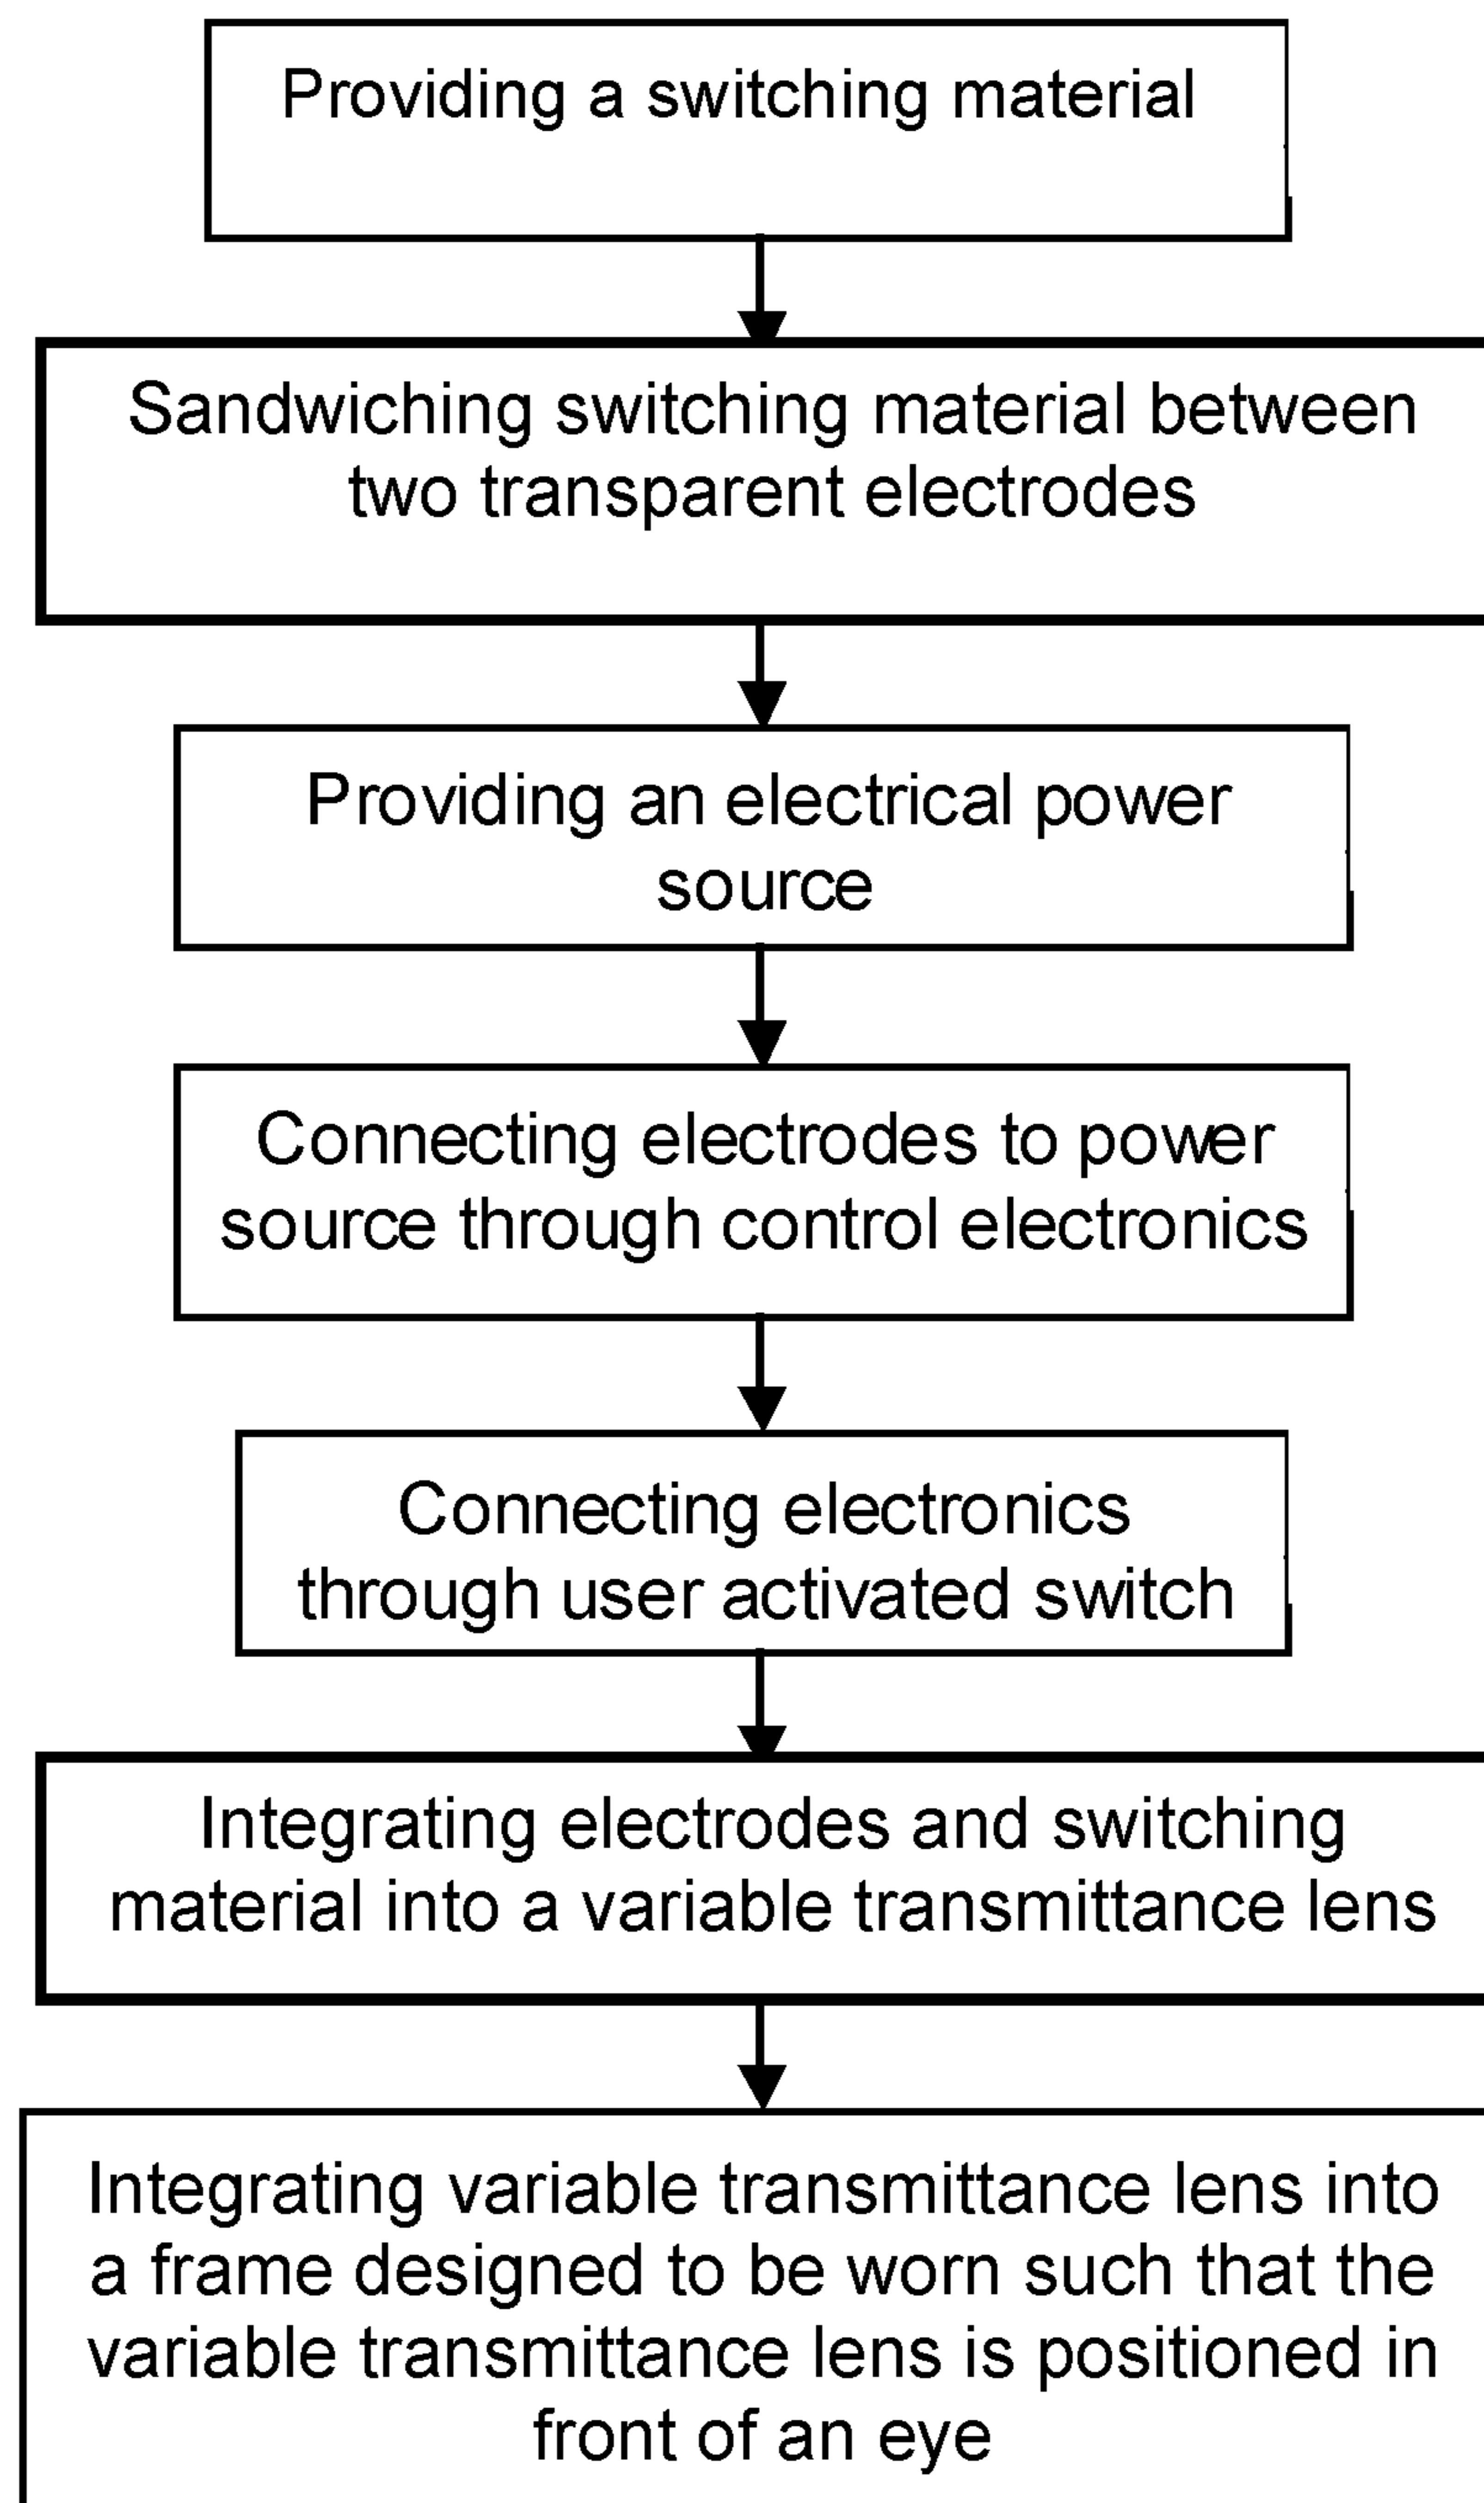 Providing a switching material
Sandwiching switching material between
two transparent electrodes
Providing an electrical power
source
Connecting electrodes to power
source through control electronics
Connecting electronics
through user activated switch
Integrating electrodes and switching
material into a variable transmittance lens
Integrating variable transmittance lens into
a frame designed to be worn such that the
variable transmittance lens is positioned in
front of an eye